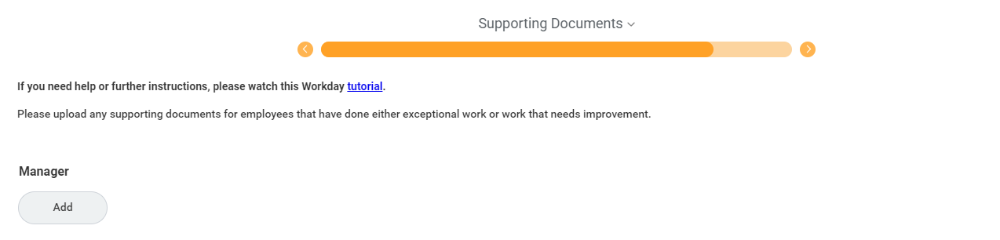 Supporting Documents
If you need help or further instructions, please watch this Workday tutorial.
Please upload any supporting documents for employees that have done either exceptional work or work that needs improvement.
Manager
Add